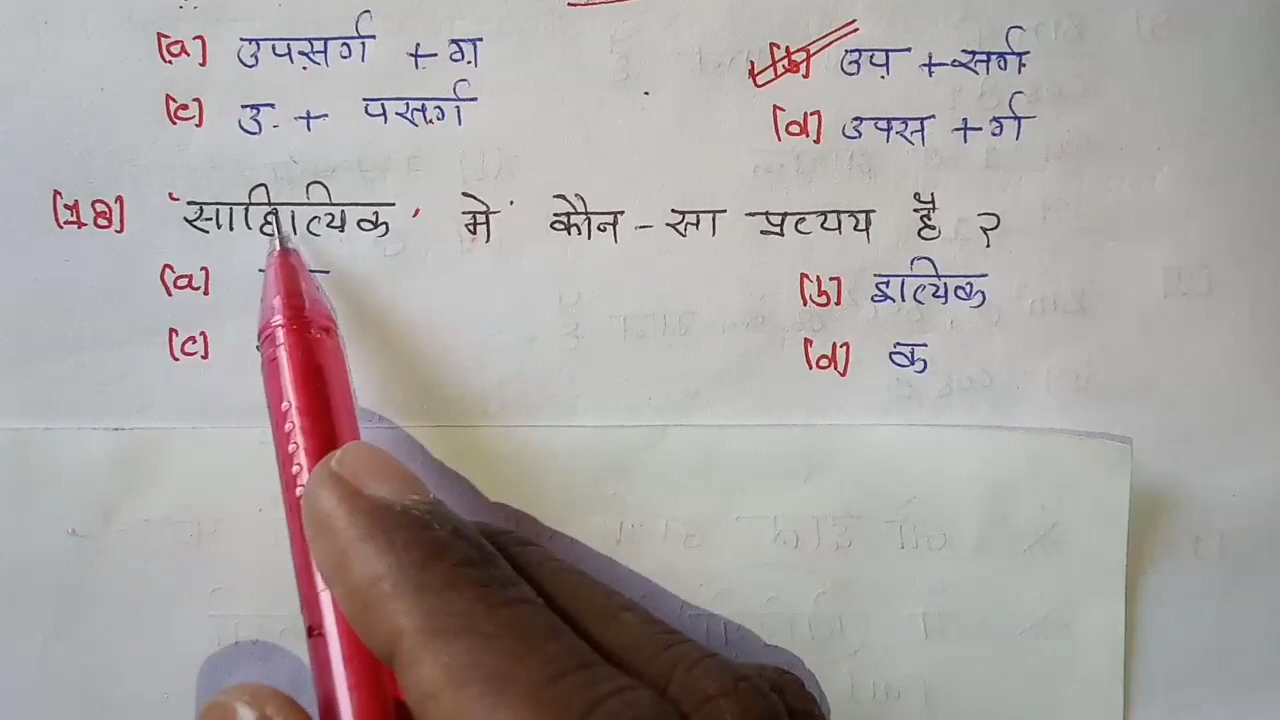 (a) उपसर्ग + ग (b) उप + सर्ग
(c) उ + पसर्ग (d) उपस + र्ग
(18) 'साहित्यिक' में कौन-सा प्रत्यय है ?
(a) (b) इत्यिक
(c) (d) क